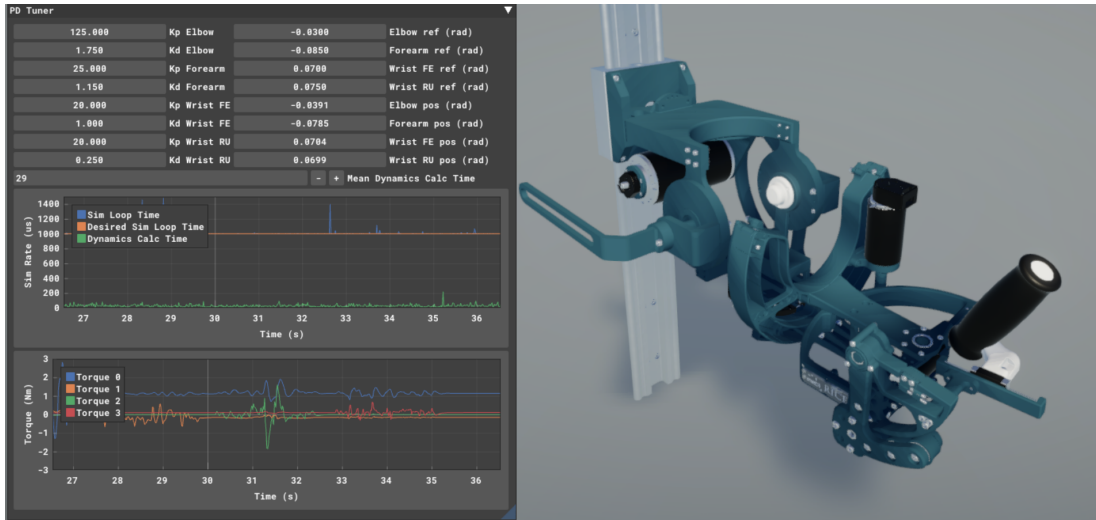 PD Tuner
125.000 Kp Elbow -0.0300 Elbow ref (rad)
1.750 Kd Elbow -0.0850 Forearm ref (rad)
25.000 Kp Forearm 0.0700 Wrist FE ref (rad)
1.150 Kd Forearm 0.0750 Wrist RU ref (rad)
20.000 Kp Wrist FE -0.0391 Elbow pos (rad)
1.000 Kd Wrist FE -0.0785 Forearm pos (rad)
20.000 Kp Wrist RU 0.0704 Wrist FE pos (rad)
0.250 Kd Wrist RU 0.0699 Wrist RU pos (rad)
29 - + Mean Dynamics Calc Time
Sim Rate (us)
1400
1200
1000
800
600
400
200
0
Sim Loop Time
Desired Sim Loop Time
Dynamics Calc Time
27 28 29 30 31 32 33 34 35 36
Time (s)
Torque (Nm)
3
2
1
0
-1
-2
-3
Torque 0
Torque 1
Torque 2
Torque 3
27 28 29 30 31 32 33 34 35 36
Time (s)